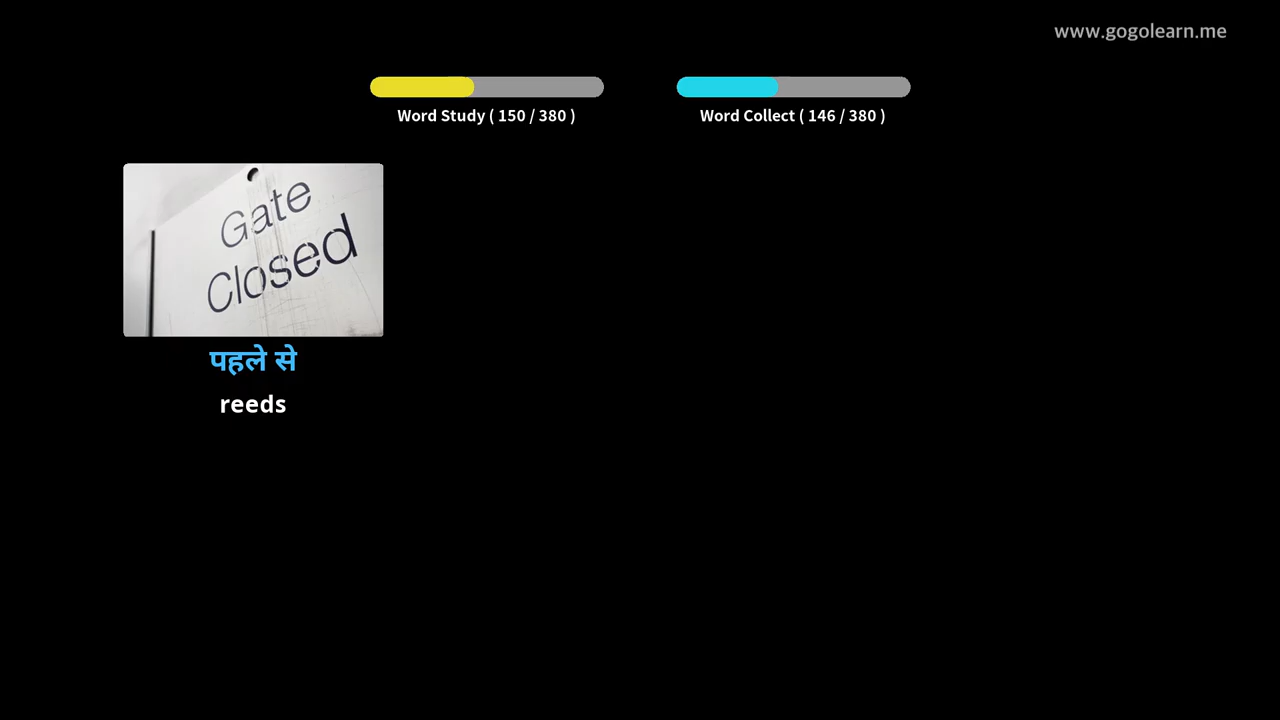 www.gogolearn.me
Word Study ( 150 / 380 )
Word Collect ( 146 / 380 )
Gate
Closed
पहले से
reeds